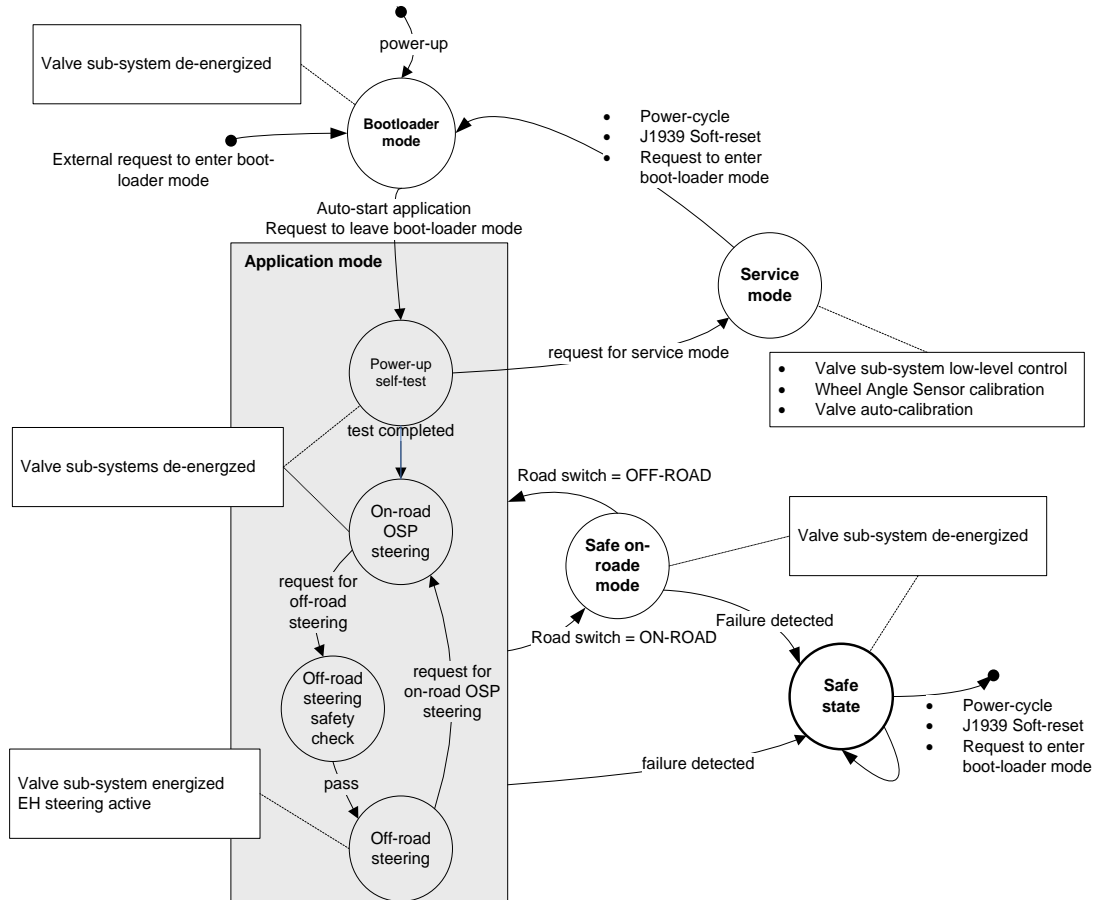 power-up
Valve sub-system de-energized
Bootloader
mode
External request to enter boot-
loader mode
• Power-cycle
• J1939 Soft-reset
• Request to enter
boot-loader mode
Auto-start application
Request to leave boot-loader mode
Application mode
Service
mode
Power-up
self-test
request for service mode
• Valve sub-system low-level control
• Wheel Angle Sensor calibration
• Valve auto-calibration
test completed
Valve sub-systems de-energzed
On-road
OSP
steering
Road switch = OFF-ROAD
Safe on-
roade
mode
Valve sub-system de-energized
request for
off-road
steering
Road switch = ON-ROAD
Failure detected
Off-road
steering
safety
check
request for
on-road OSP
steering
Safe
state
• Power-cycle
• J1939 Soft-reset
• Request to enter
boot-loader mode
failure detected
pass
Valve sub-system energized
EH steering active
Off-road
steering